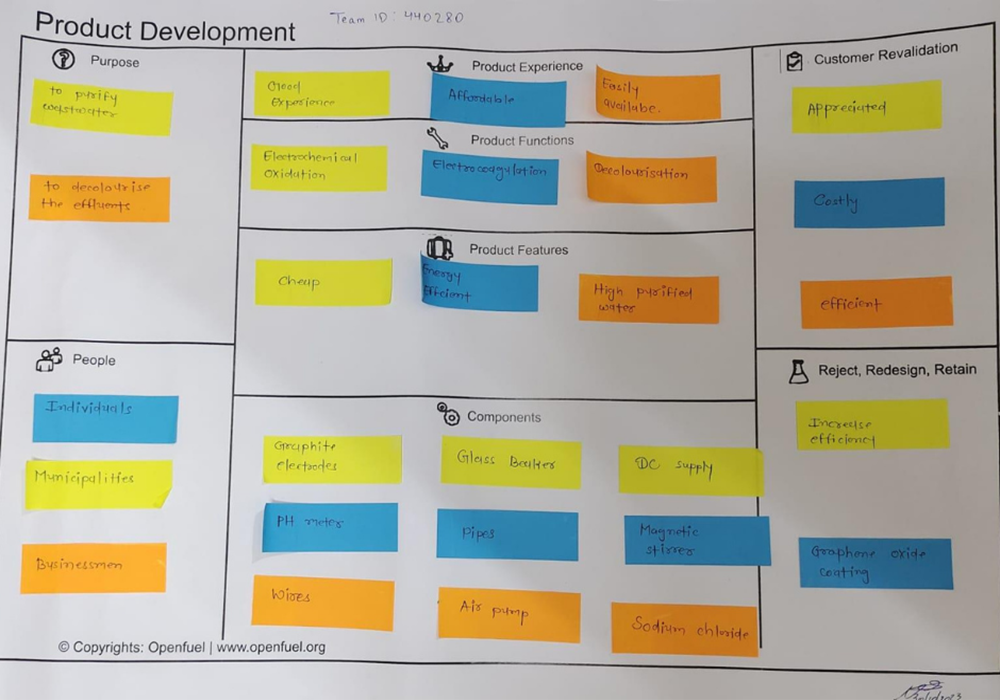 Product Development
Team ID: 440280
Purpose
to purify
to decolourise
the effluents
People
Individuals
Municipalities
Businessmen
Product Experience
Good
Experience
Affordable
Easily
availabe.
Product Functions
Electrochemical
Oxidation
Electrocoagulation
Decolourisation
Product Features
Cheap
Energy
Efficient
High purified
water
Components
Graphite
electrodes
Glass Beaker
DC supply
PH meter
Pipes
Magnetic
stirrer
Wires
Air pump
Sodium chloride
Customer Revalidation
Appreciated
Costly
efficient
Reject, Redesign, Retain
Increase
efficiency
Graphene oxide
coating
© Copyrights: Openfuel | www.openfuel.org